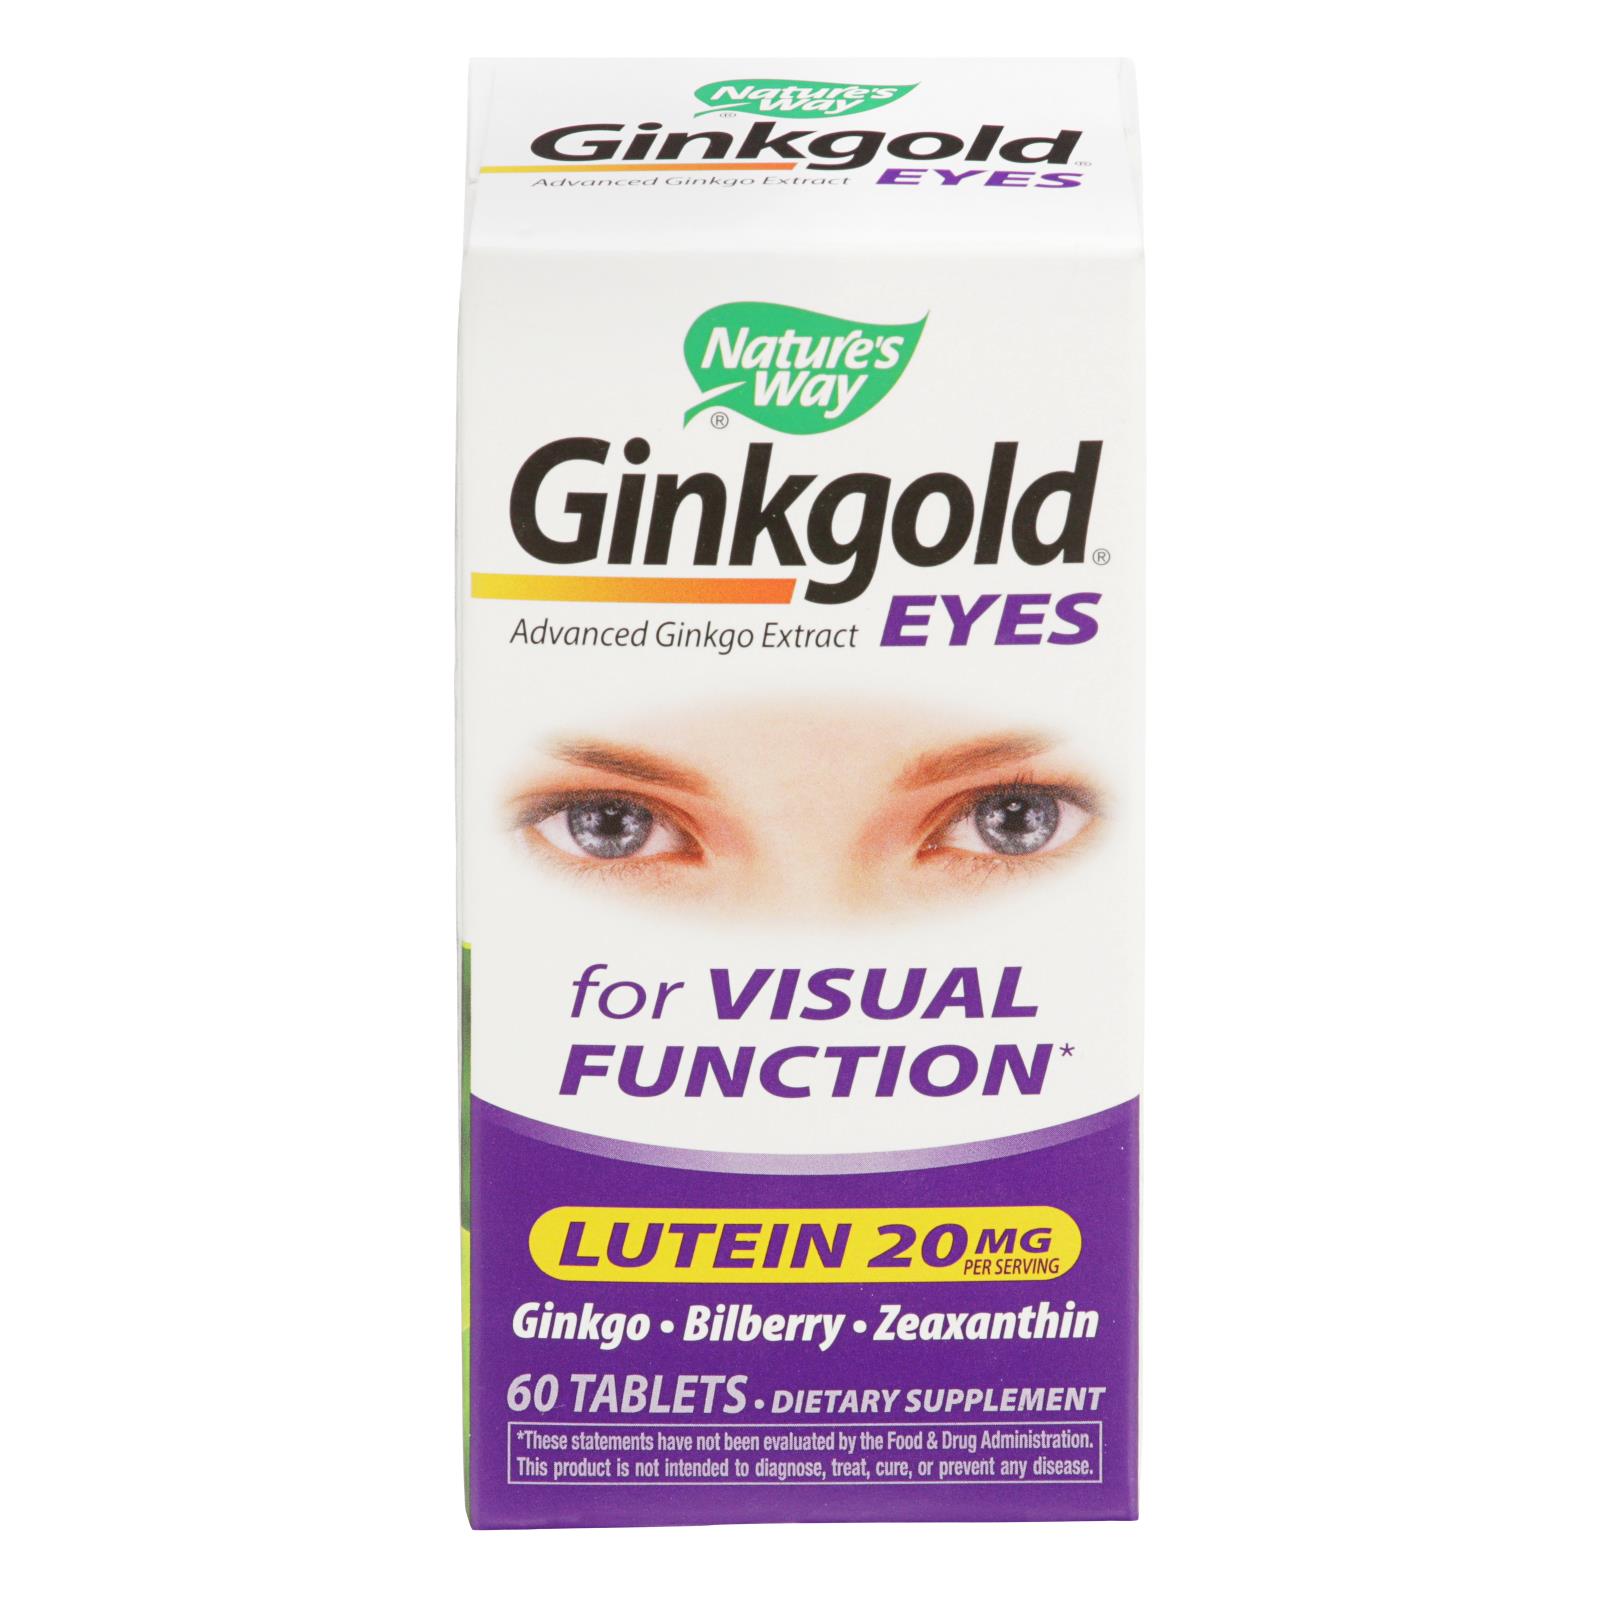 Nature's
Way
®
Ginkgold®
Advanced Ginkgo Extract EYES
Nature's
Way
®
Ginkgold®
Advanced Ginkgo Extract EYES
for VISUAL
FUNCTION*
LUTEIN 20 MG
PER SERVING
Ginkgo • Bilberry • Zeaxanthin
60 TABLETS • DIETARY SUPPLEMENT
*These statements have not been evaluated by the Food & Drug Administration.
This product is not intended to diagnose, treat, cure, or prevent any disease.